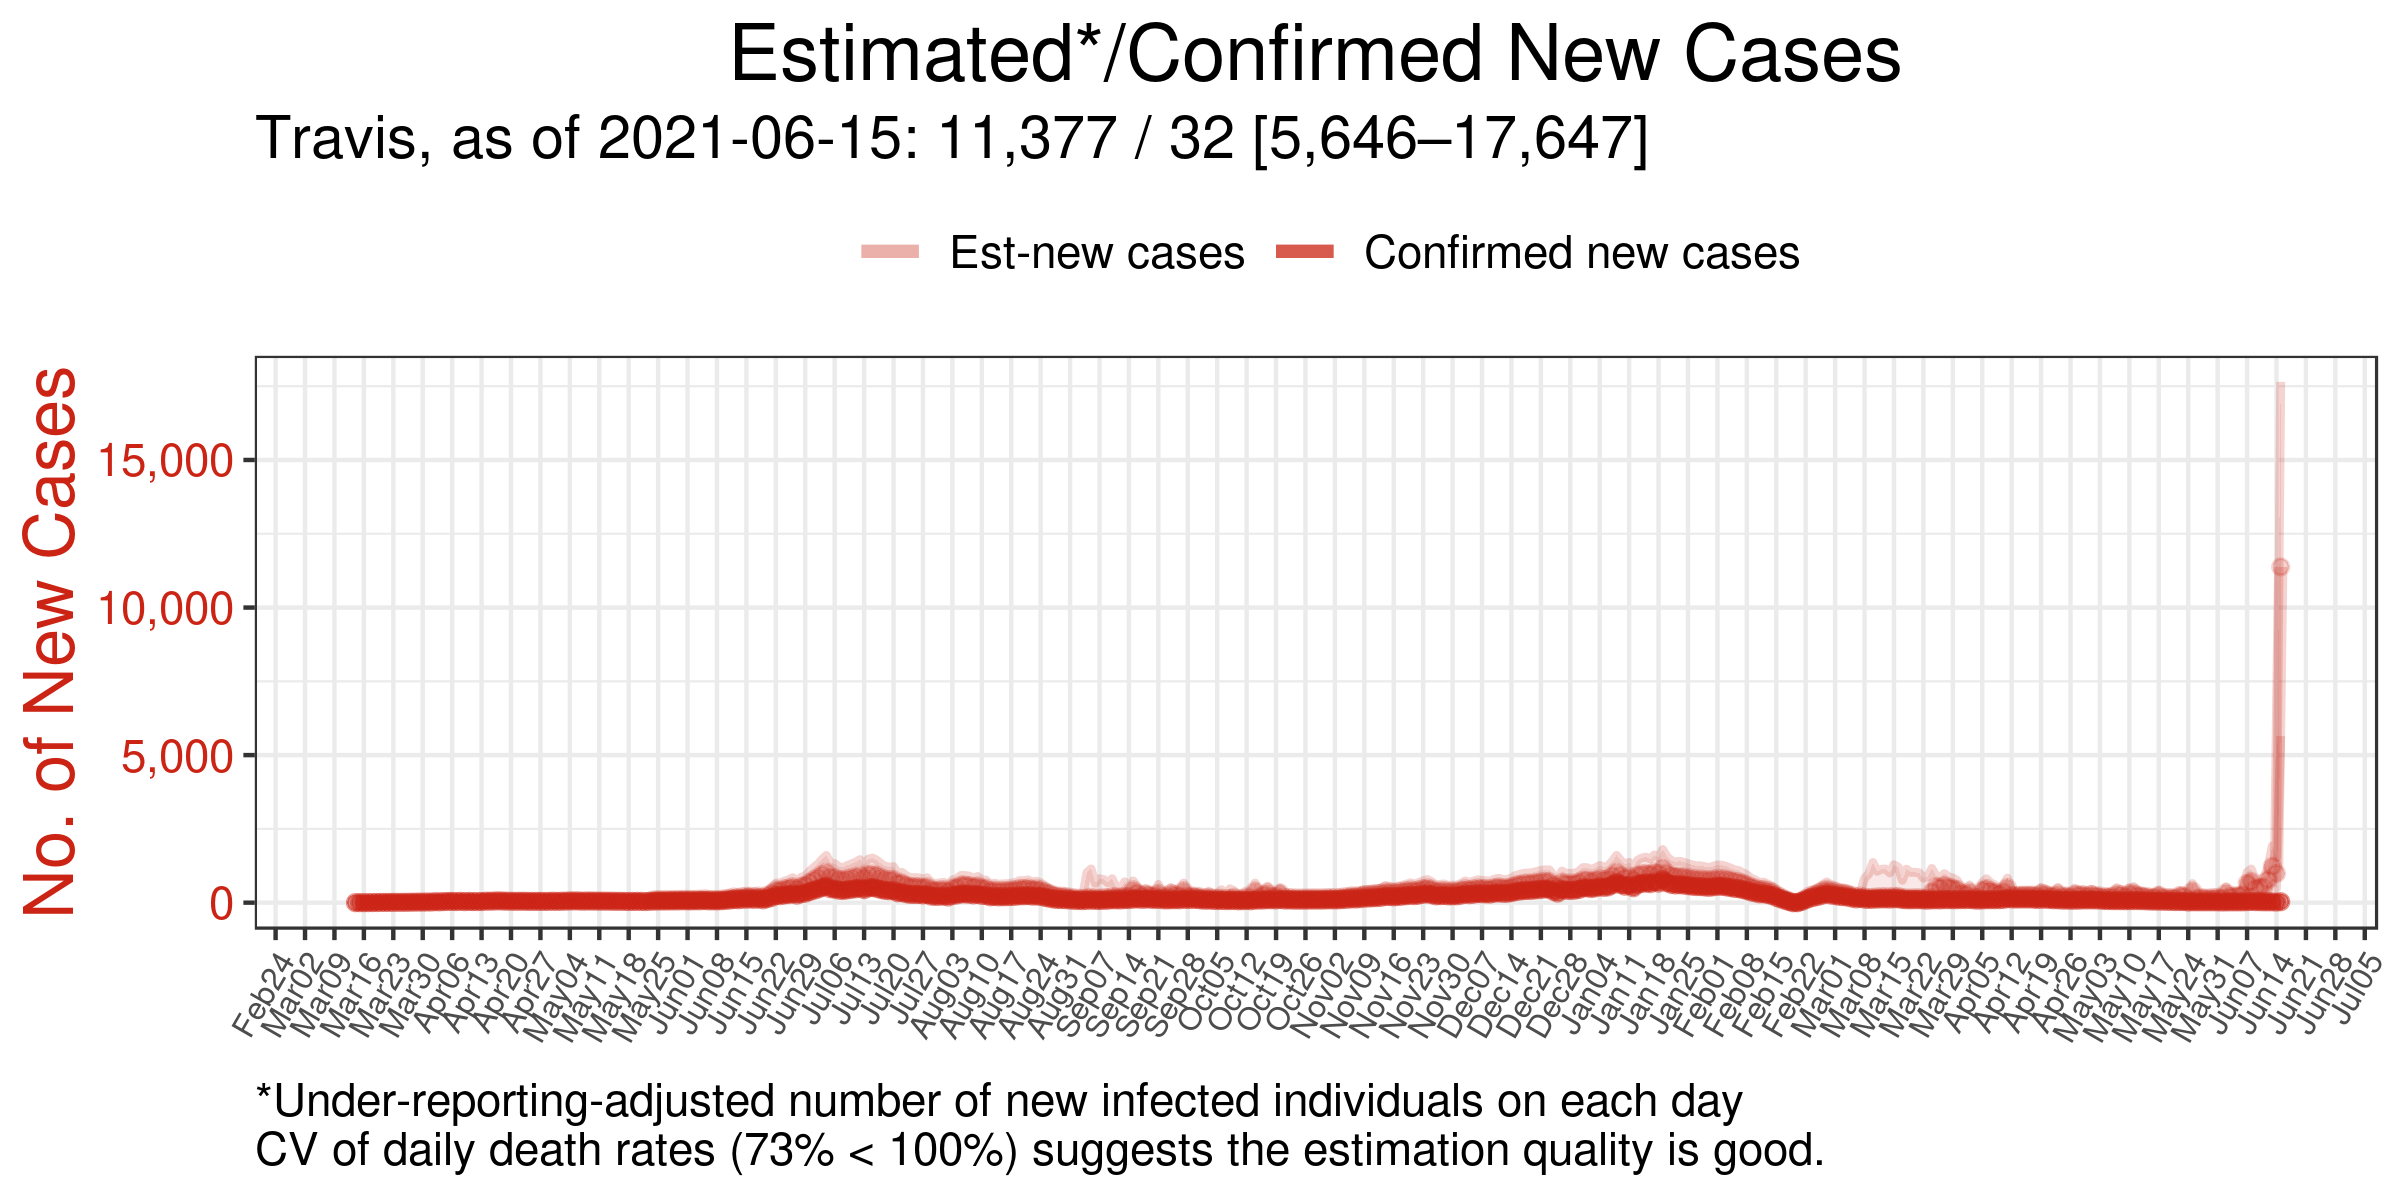 Estimated*/Confirmed New Cases
Travis, as of 2021-06-15: 11,377 / 32 [5,646–17,647]
Est-new cases
Confirmed new cases
No. of New Cases
15,000
10,000
5,000
0
Feb24
Mar02
Mar09
Mar16
Mar23
Mar30
Apr06
Apr13
Apr20
Apr27
May04
May11
May18
May25
Jun01
Jun08
Jun15
Jun22
Jun29
Jul06
Jul13
Jul20
Jul27
Aug03
Aug10
Aug17
Aug24
Aug31
Sep07
Sep14
Sep21
Sep28
Oct05
Oct12
Oct19
Oct26
Nov02
Nov09
Nov16
Nov23
Nov30
Dec07
Dec14
Dec21
Dec28
Jan04
Jan11
Jan18
Jan25
Feb01
Feb08
Feb15
Feb22
Mar01
Mar08
Mar15
Mar22
Mar29
Apr05
Apr12
Apr19
Apr26
May03
May10
May17
May24
May31
Jun07
Jun14
Jun21
Jun28
Jul05
*Under-reporting-adjusted number of new infected individuals on each day
CV of daily death rates (73% < 100%) suggests the estimation quality is good.